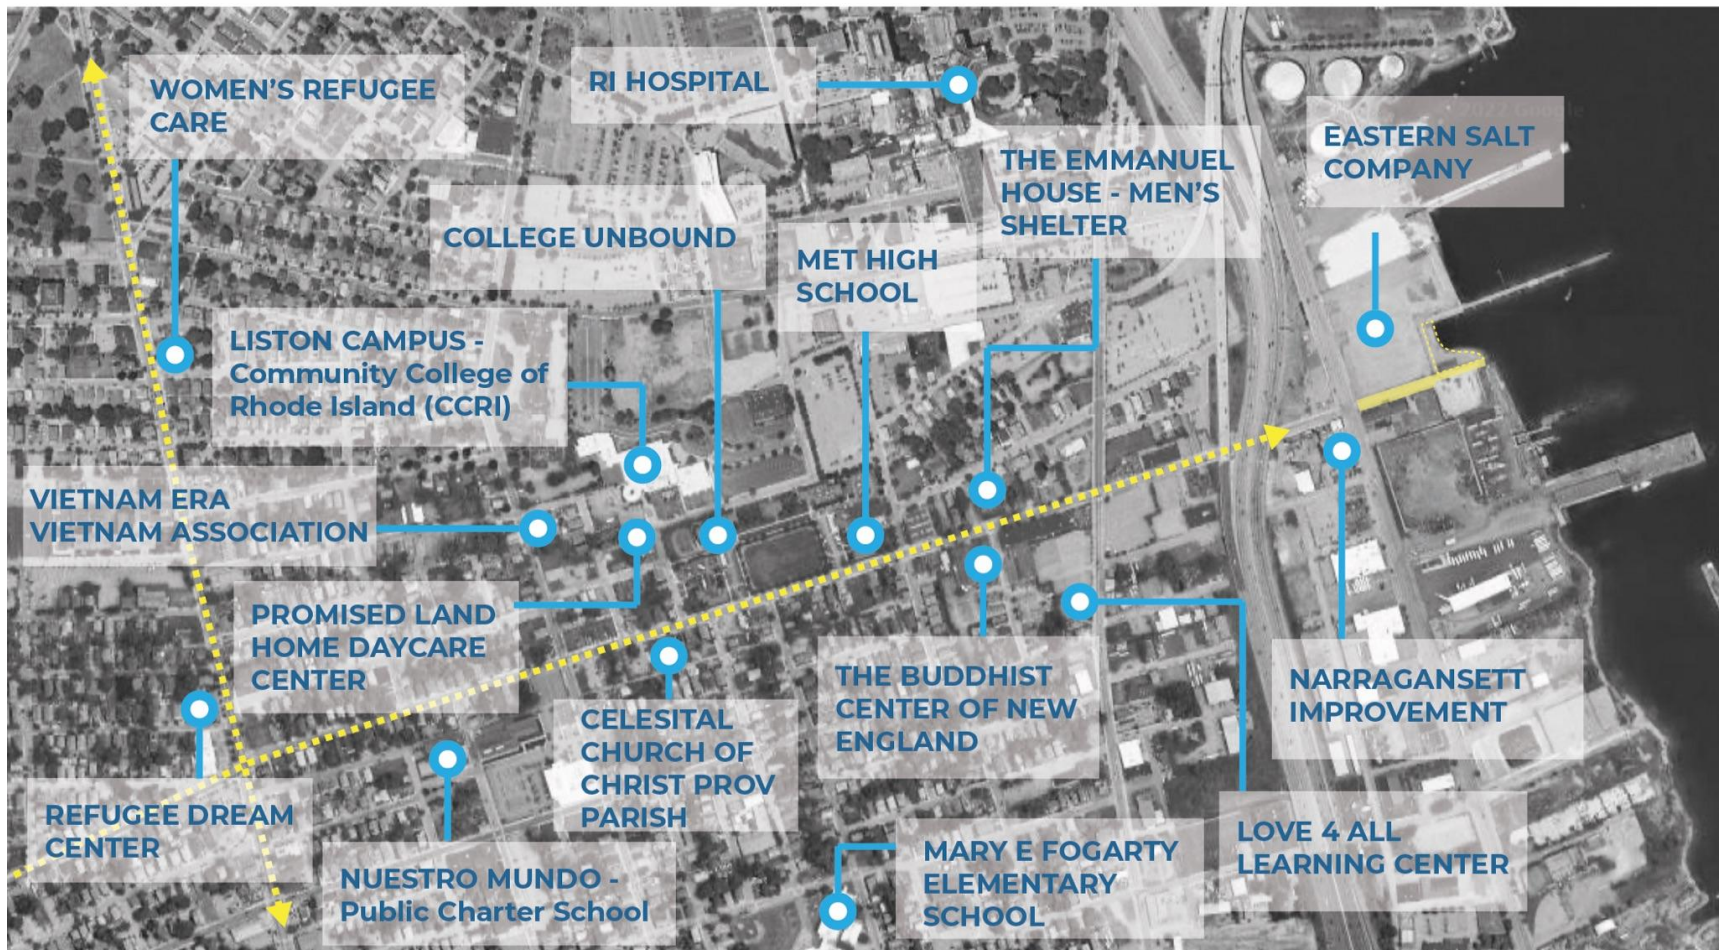 WOMEN'S REFUGEE
CARE
RI HOSPITAL
2022 Google
EASTERN SALT
COMPANY
THE EMMANUEL
HOUSE - MEN'S
SHELTER
COLLEGE UNBOUND
MET HIGH
SCHOOL
LISTON CAMPUS -
Community College of
Rhode Island (CCRI)
VIETNAM ERA
VIETNAM ASSOCIATION
PROMISED LAND
HOME DAYCARE
CENTER
CELESITAL
CHURCH OF
CHRIST PROV
PARISH
THE BUDDHIST
CENTER OF NEW
ENGLAND
NARRAGANSETT
IMPROVEMENT
REFUGEE DREAM
CENTER
NUESTRO MUNDO -
Public Charter School
MARY E FOGARTY
ELEMENTARY
SCHOOL
LOVE 4 ALL
LEARNING CENTER